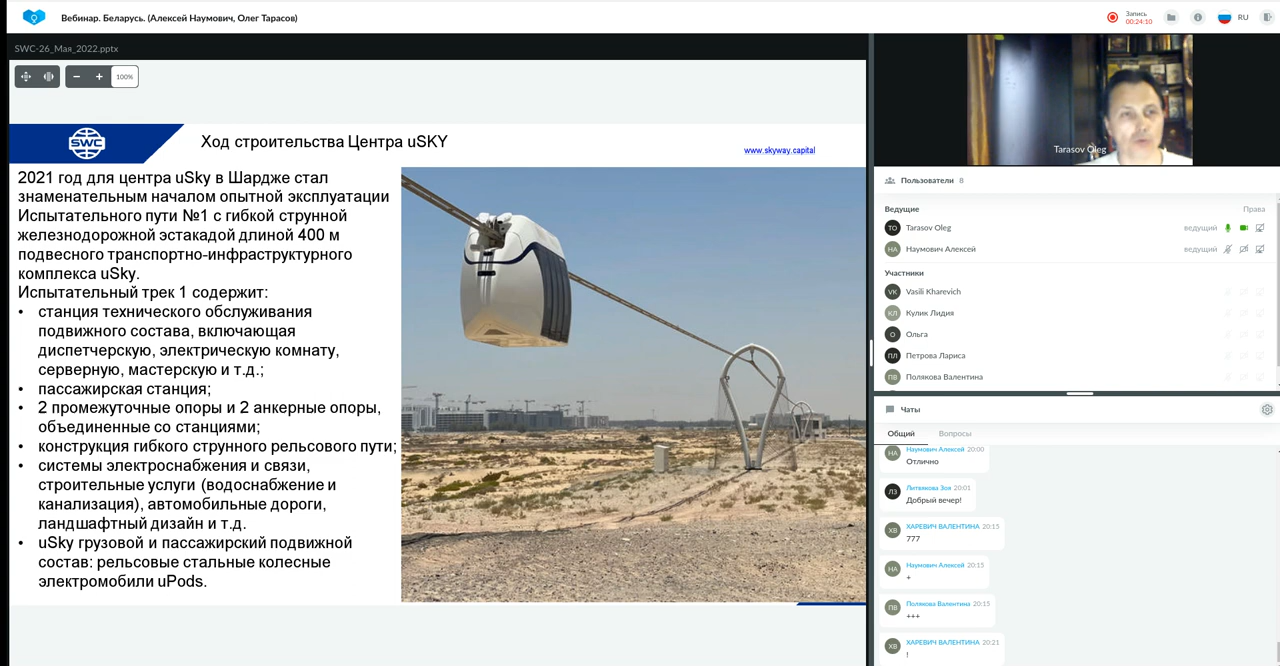 Вебинар. Беларусь. (Алексей Наумович, Олег Тарасов)
Запись
00:24:10
RU
SWC-26_Мая_2022.pptx
100%
SWC
Ход строительства Центра uSKY
www.skyway.capital
2021 год для центра uSky в Шардже стал
знаменательным началом опытной эксплуатации
Испытательного пути №1 с гибкой струнной
железнодорожной эстакадой длиной 400 м
подвесного транспортно-инфраструктурного
комплекса uSky.
Испытательный трек 1 содержит:
• станция технического обслуживания
подвижного состава, включающая
диспетчерскую, электрическую комнату,
серверную, мастерскую и т.д.;
• пассажирская станция;
• 2 промежуточные опоры и 2 анкерные опоры,
объединенные со станциями;
• конструкция гибкого струнного рельсового пути;
• системы электроснабжения и связи,
строительные услуги (водоснабжение и
канализация), автомобильные дороги,
ландшафтный дизайн и т.д.
• uSky грузовой и пассажирский подвижной
состав: рельсовые стальные колесные
электромобили uPods.
Tarasov Oleg
Пользователи 8
Ведущие Права
TO Tarasov Oleg ведущий
НА Наумович Алексей ведущий
Участники
VK Vasili Kharevich
КЛ Кулик Лидия
О Ольга
ПЛ Петрова Лариса
ПВ Полякова Валентина
Чаты
Общий Вопросы
НА Наумович Алексей 20:00
Отлично
ЛЗ Литвякова Зоя 20:01
Добрый вечер!
ХВ ХАРЕВИЧ ВАЛЕНТИНА 20:15
777
НА Наумович Алексей 20:15
+
ПВ Полякова Валентина 20:15
+++
ХВ ХАРЕВИЧ ВАЛЕНТИНА 20:21
!